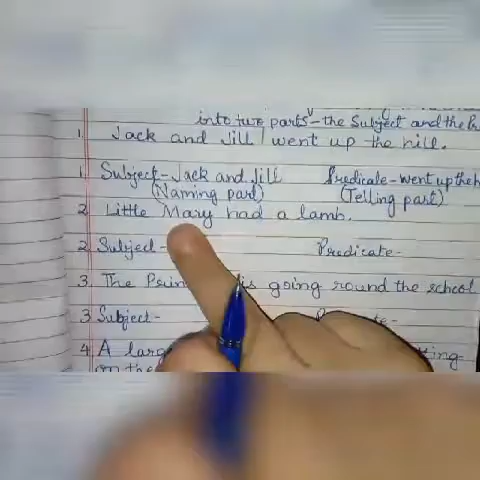 into two parts - the Subject and the
1. Jack and Jill / went up the hill.
1. Subject - Jack and Jill Predicate - went up the h
(Naming part) (Telling part)
2. Little Mary had a lamb.
2. Subject - Predicate -
3. The Prin is going round the school
3. Subject -
4. A larg
on the